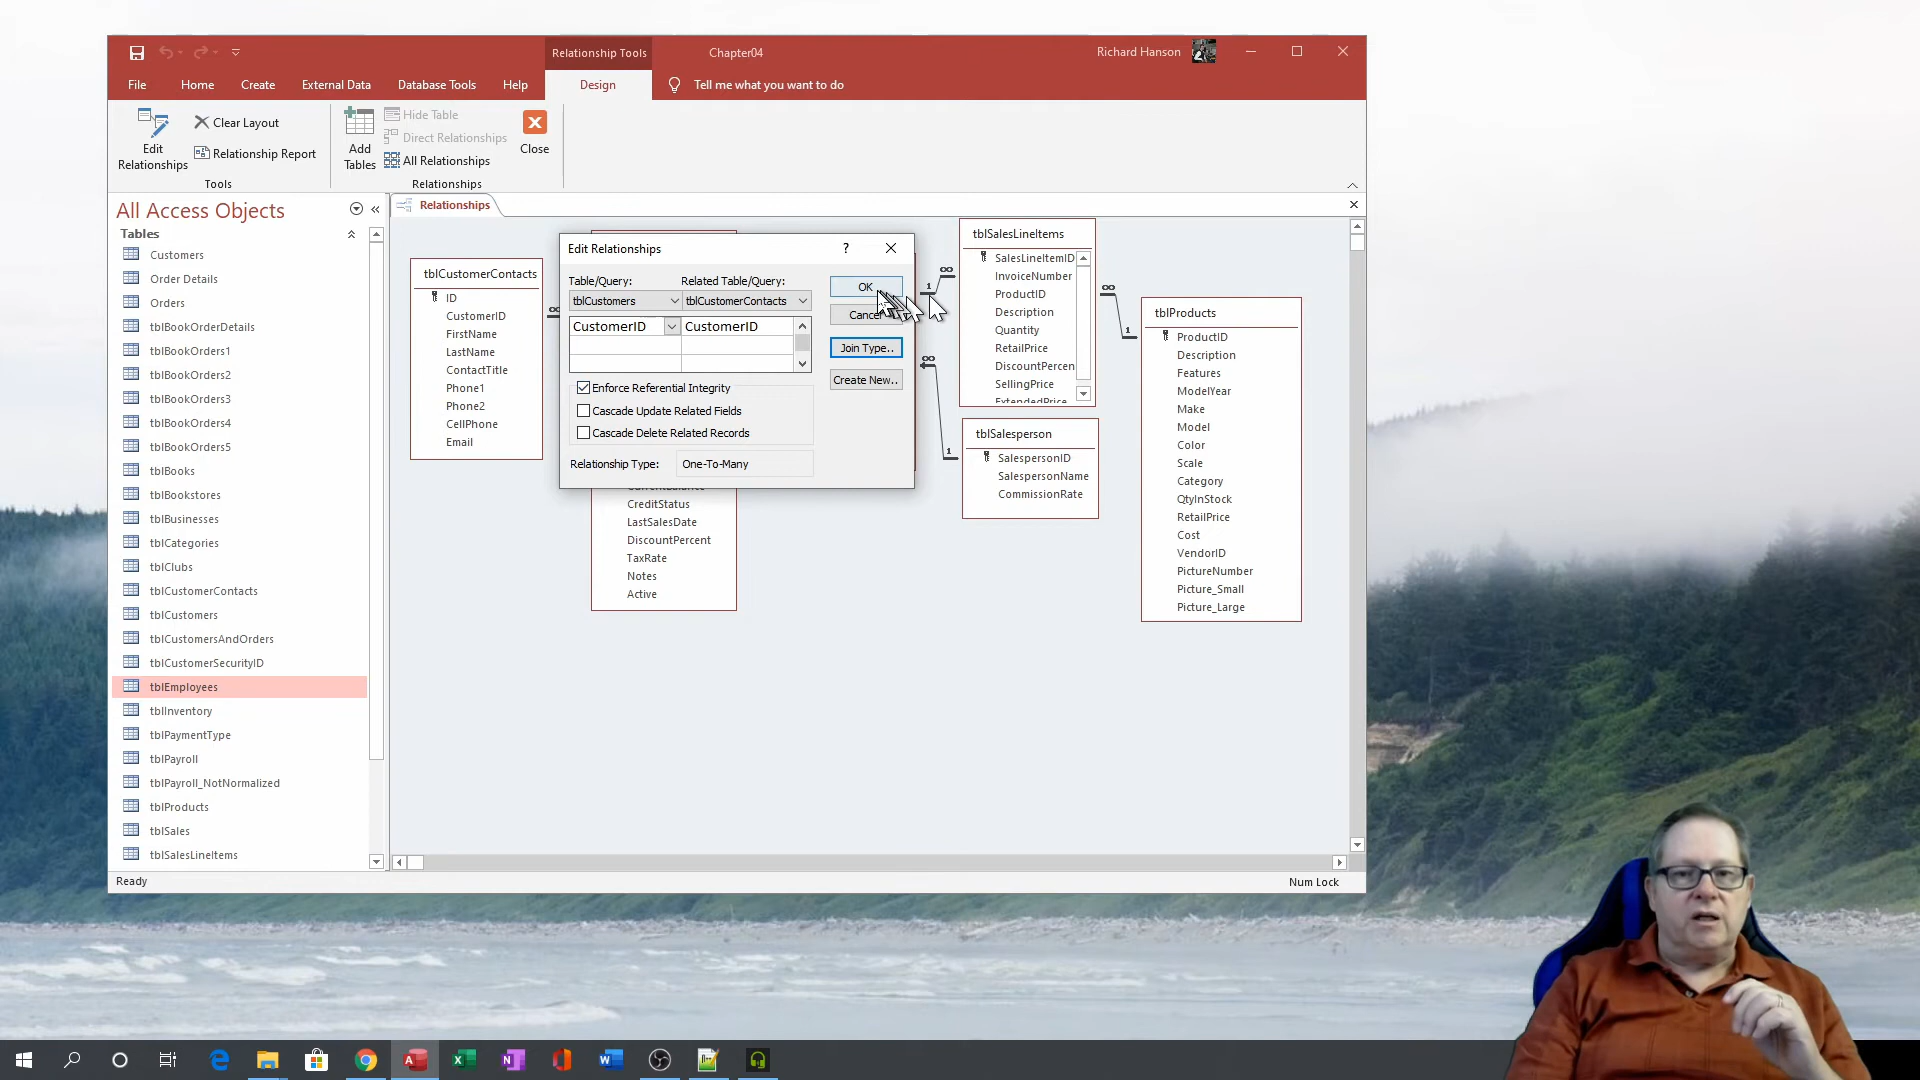 Relationship Tools
Chapter04
Richard Hanson
File
Home
Create
External Data
Database Tools
Help
Design
Tell me what you want to do
Edit
Relationships
Clear Layout
Relationship Report
Tools
Add
Tables
Hide Table
Direct Relationships
All Relationships
Relationships
Close
All Access Objects
Tables
Customers
Order Details
Orders
tblBookOrderDetails
tblBookOrders1
tblBookOrders2
tblBookOrders3
tblBookOrders4
tblBookOrders5
tblBooks
tblBookstores
tblBusinesses
tblCategories
tblClubs
tblCustomerContacts
tblCustomers
tblCustomersAndOrders
tblCustomerSecurityID
tblEmployees
tblInventory
tblPaymentType
tblPayroll
tblPayroll_NotNormalized
tblProducts
tblSales
tblSalesLineItems
Relationships
tblCustomerContacts
ID
CustomerID
FirstName
LastName
ContactTitle
Phone1
Phone2
CellPhone
Email
Edit Relationships
?
Table/Query:
Related Table/Query:
tblCustomers
tblCustomerContacts
CustomerID
CustomerID
Enforce Referential Integrity
Cascade Update Related Fields
Cascade Delete Related Records
Relationship Type:
One-To-Many
OK
Cancel
Join Type..
Create New..
CreditStatus
LastSalesDate
DiscountPercent
TaxRate
Notes
Active
∞
1
∞
1
∞
1
∞
tblSalesLineItems
SalesLineItemID
InvoiceNumber
ProductID
Description
Quantity
RetailPrice
DiscountPercen
SellingPrice
ExtendedPrice
tblSalesperson
SalespersonID
SalespersonName
CommissionRate
tblProducts
ProductID
Description
Features
ModelYear
Make
Model
Color
Scale
Category
QtyInStock
RetailPrice
Cost
VendorID
PictureNumber
Picture_Small
Picture_Large
Ready
Num Lock